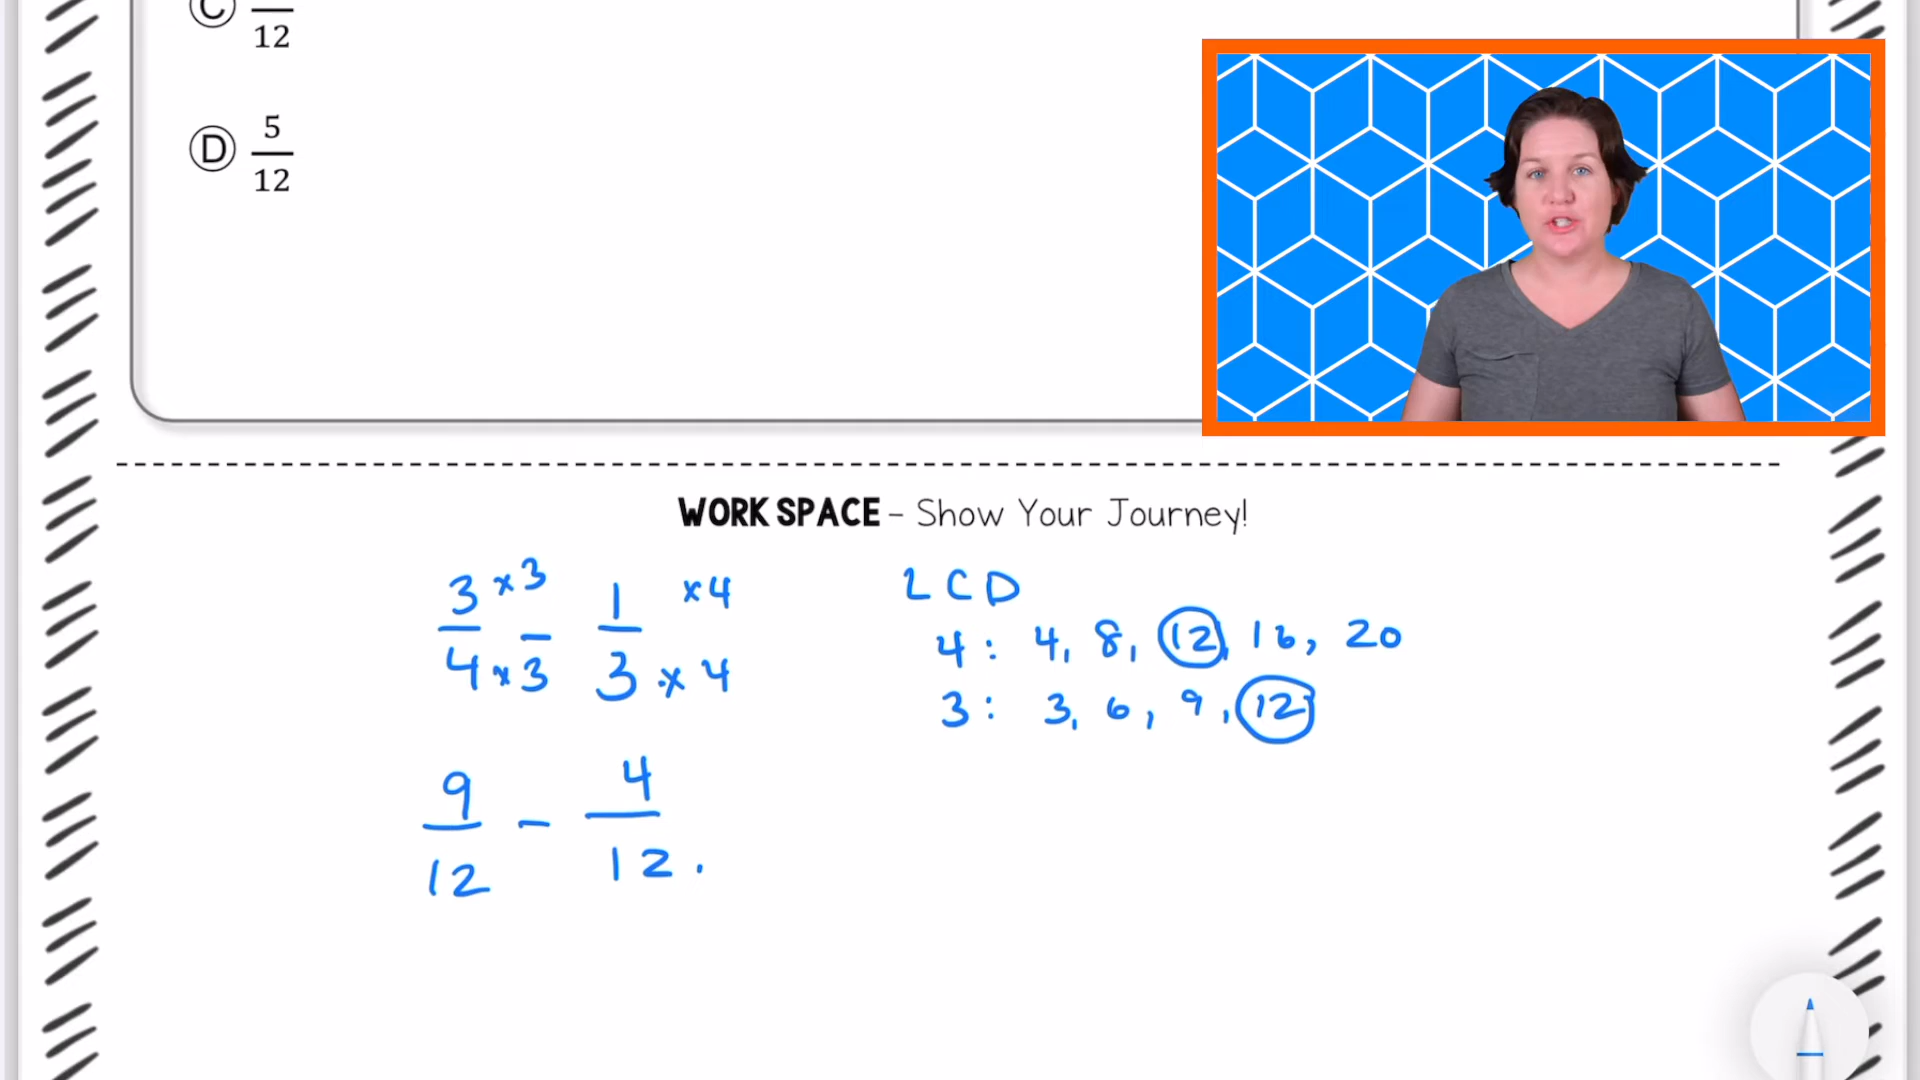 C 12
D 5/12
WORK SPACE – Show Your Journey!
3 ×3 / 4 ×3 – 1 ×4 / 3 ×4
9/12 – 4/12.
LCD
4: 4, 8, 12, 16, 20
3: 3, 6, 9, 12